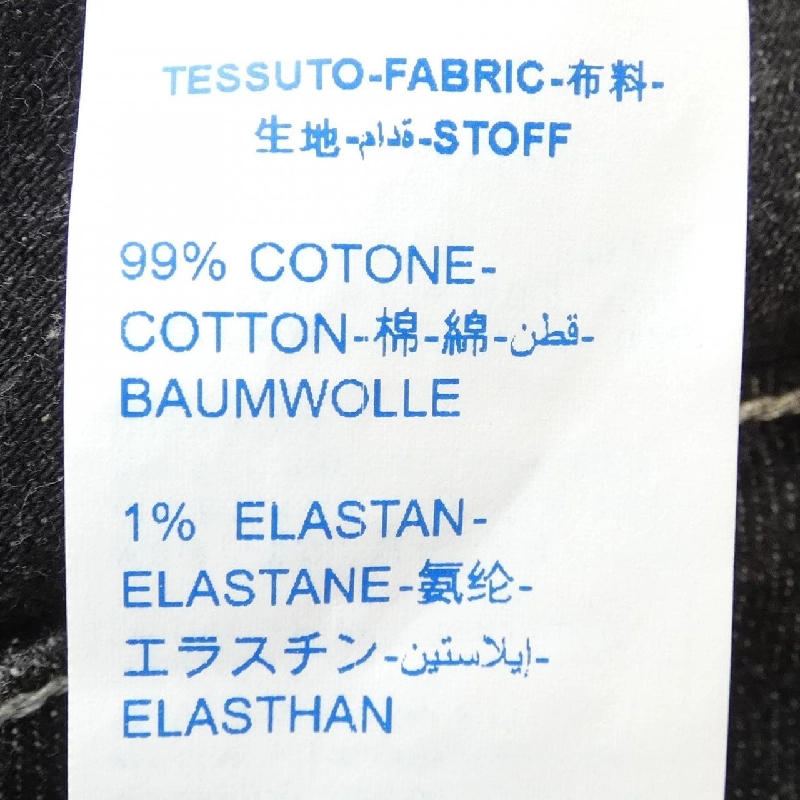 TESSUTO-FABRIC-布料-
生地-ةدام-STOFF
99% COTONE-
COTTON-棉-綿-قطن-
BAUMWOLLE
1% ELASTAN-
ELASTANE-氨纶-
エラスチン-إيلاستين-
ELASTHAN